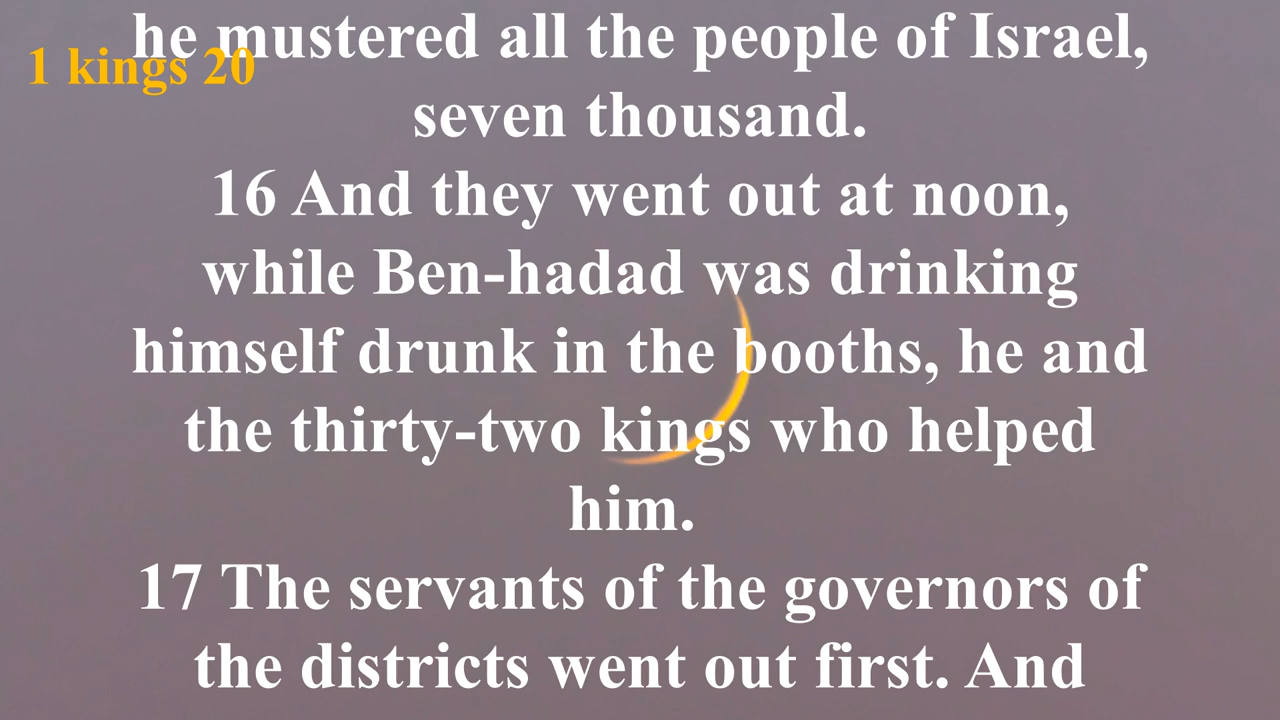 he mustered all the people of Israel,
1 kings 20
seven thousand.
16 And they went out at noon,
while Ben-hadad was drinking
himself drunk in the booths, he and
the thirty-two kings who helped
him.
17 The servants of the governors of
the districts went out first. And